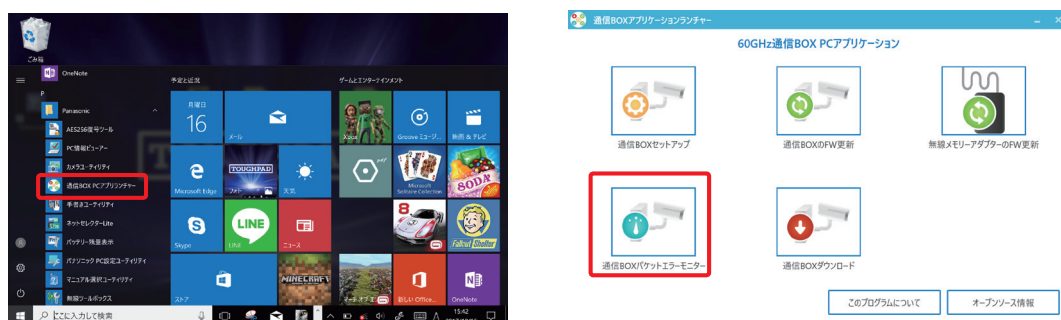 ごみ箱
OneNote
P
Panasonic
AES256復号ツール
PC情報ビューアー
カメラユーティリティ
通信BOX PCアプリランチャー
手書きユーティリティ
ネットセレクターLite
バッテリー残量表示
パナソニック PC設定ユーティリティ
マニュアル選択ユーティリティ
無線ツールボックス
予定と近況
月曜日
16
メール
Microsoft Edge
TOUGHPAD
フォト
天気
Skype
LINE
LINE
ニュース
ストア
MINECRAFT
ゲームとエンターテインメント
Xbox
Groove ミュージ...
映画 & テレビ
Microsoft
Solitaire Collection
SODA
8
Fallout Shelter
新しい Office...
OneNote
ここに入力して検索
15:42
通信BOXアプリケーションランチャー
60GHz通信BOX PCアプリケーション
通信BOXセットアップ
通信BOXのFW更新
無線メモリーアダプターのFW更新
通信BOXパケットエラーモニター
通信BOXダウンロード
このプログラムについて
オープンソース情報